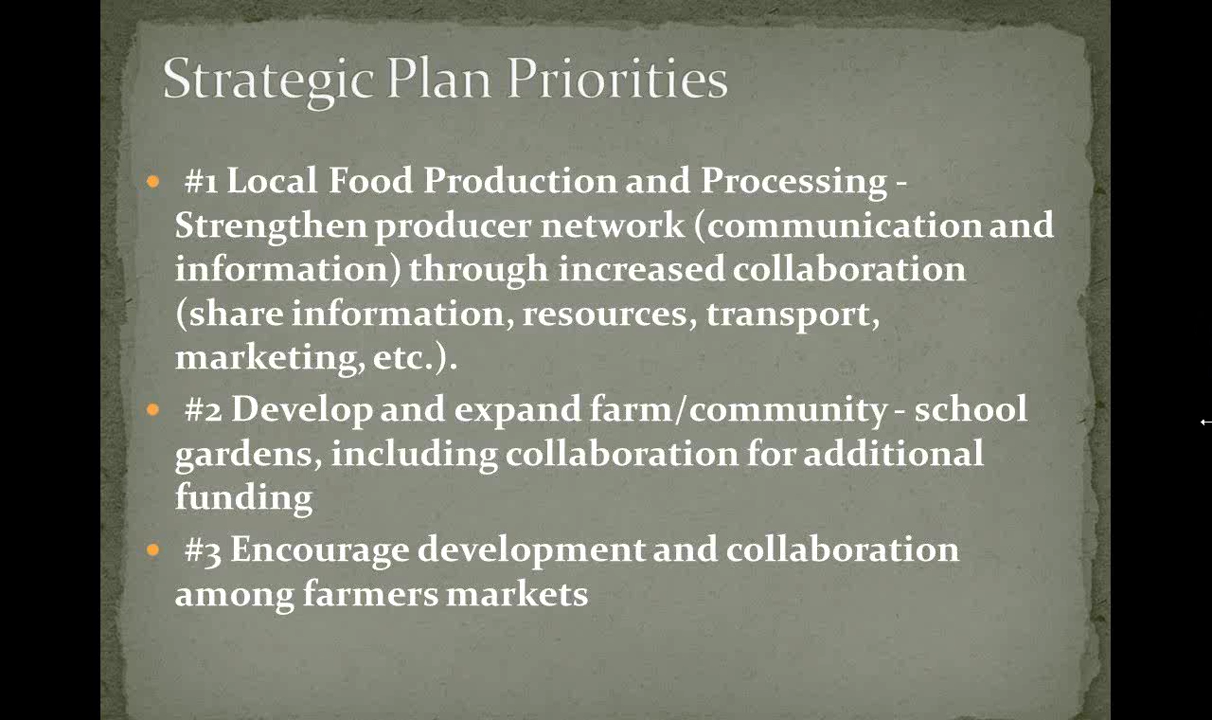 Strategic Plan Priorities
• #1 Local Food Production and Processing -
Strengthen producer network (communication and
information) through increased collaboration
(share information, resources, transport,
marketing, etc.).
• #2 Develop and expand farm/community - school
gardens, including collaboration for additional
funding
• #3 Encourage development and collaboration
among farmers markets